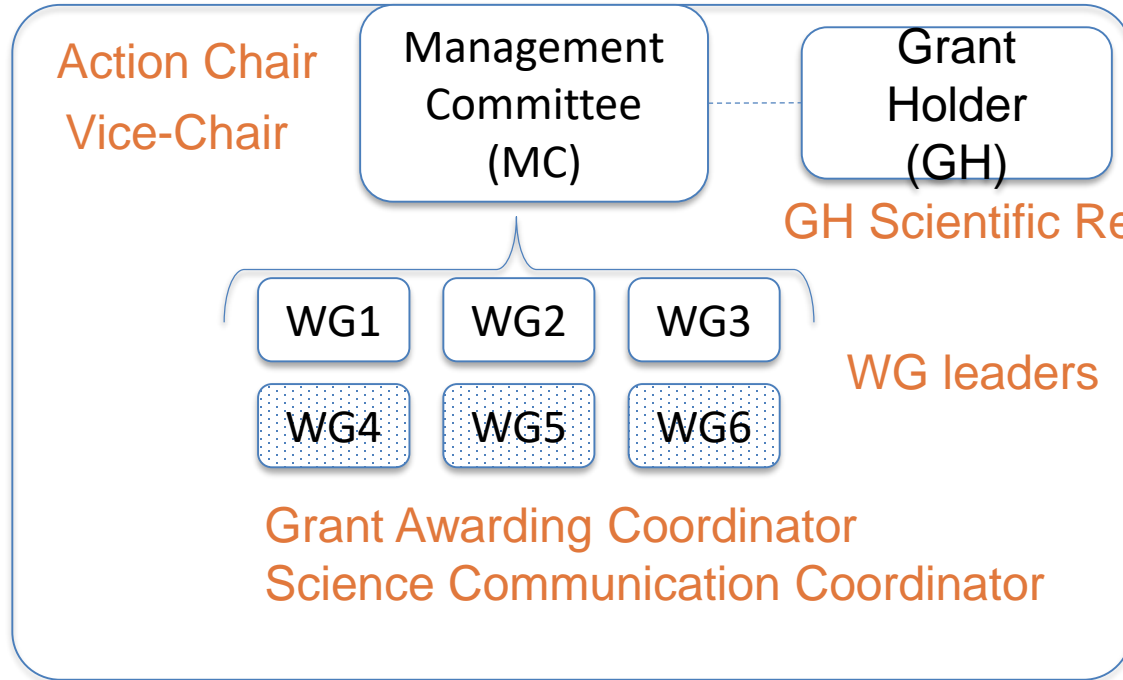 Action Chair
Vice-Chair
Management
Committee
(MC)
Grant
Holder
(GH)
GH Scientific Re
WG1
WG2
WG3
WG4
WG5
WG6
WG leaders
Grant Awarding Coordinator
Science Communication Coordinator